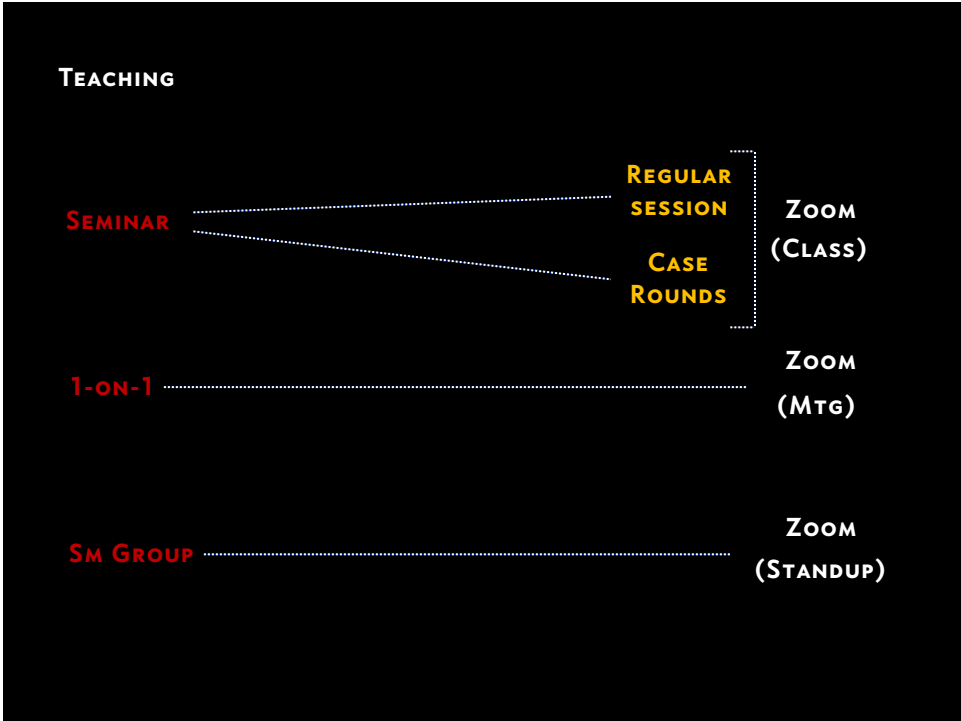 Teaching
Seminar
Regular
session
Case
Rounds
Zoom
(Class)
1-on-1
Zoom
(Mtg)
Sm Group
Zoom
(Standup)